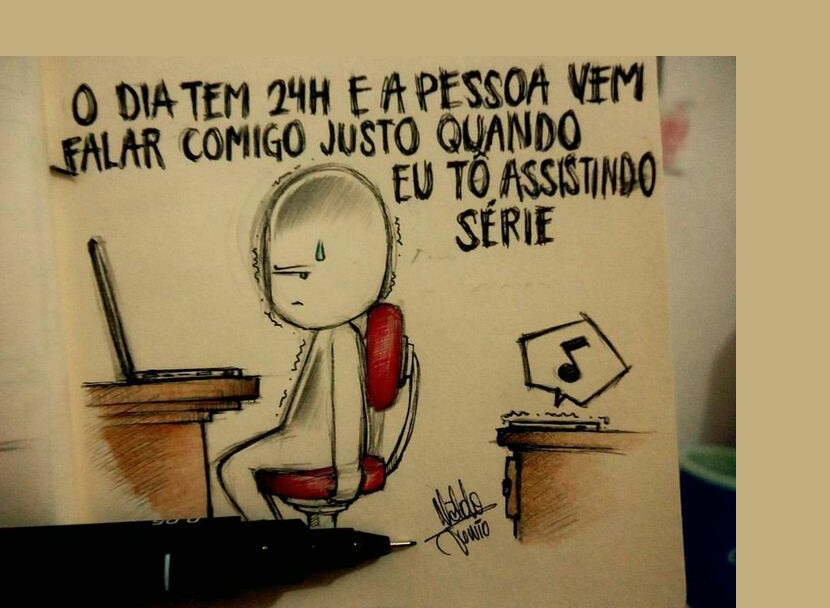 O DIA TEM 24H E A PESSOA VEM
FALAR COMIGO JUSTO QUANDO
EU TÔ ASSISTINDO
SÉRIE